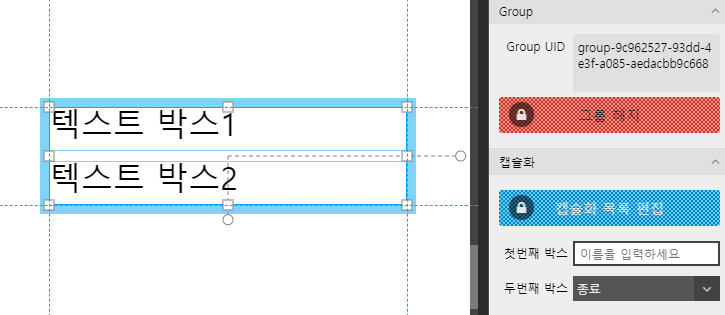 텍스트 박스1
텍스트 박스2
Group
Group UID
group-9c962527-93dd-4
e3f-a085-aedacbb9c668
그룹 해지
캡슐화
캡슐화 목록 편집
첫번째 박스
이름을 입력하세요
두번째 박스
종료